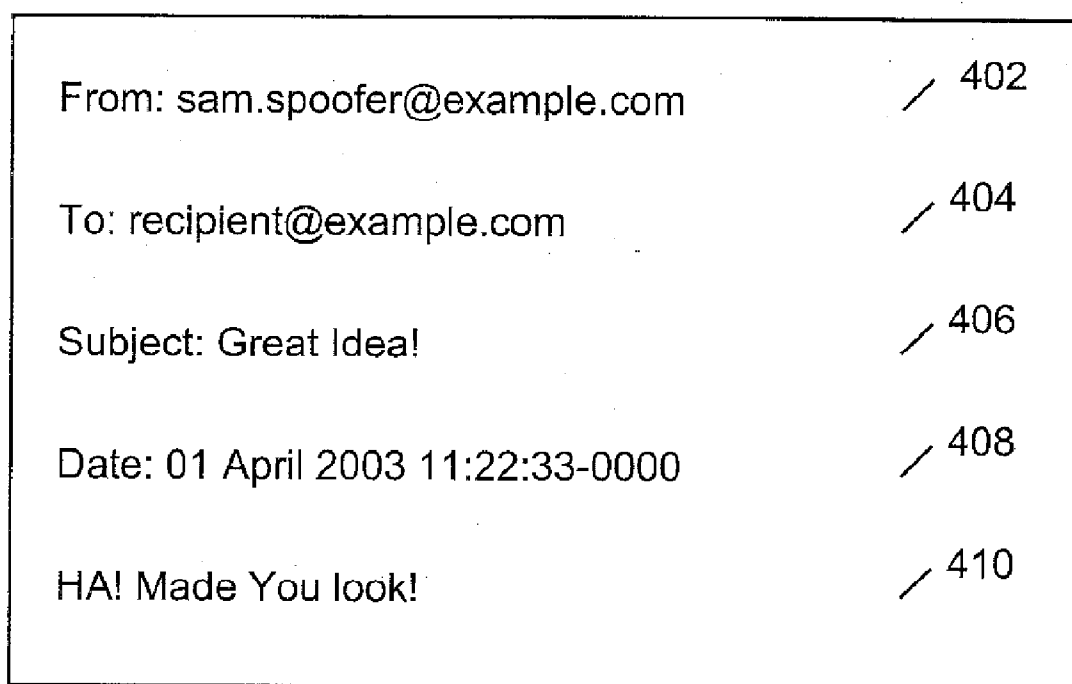 From: sam.spoofer@example.com 402
To: recipient@example.com 404
Subject: Great Idea! 406
Date: 01 April 2003 11:22:33-0000 408
HA! Made You look! 410